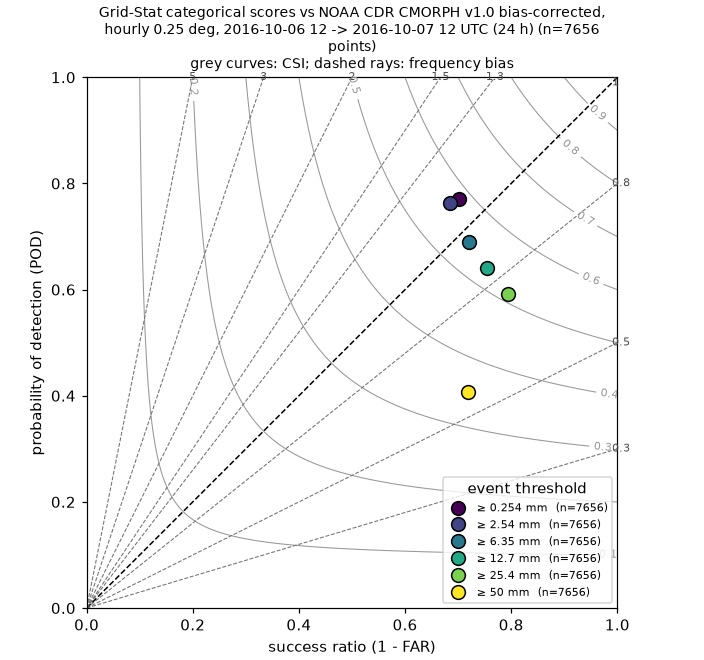 Grid-Stat categorical scores vs NOAA CDR CMORPH v1.0 bias-corrected,
hourly 0.25 deg, 2016-10-06 12 -> 2016-10-07 12 UTC (24 h) (n=7656
points)
grey curves: CSI; dashed rays: frequency bias
5
3
2
1.5
1.3
1
0.8
0.5
0.3
0.2
0.5
0.9
0.8
0.7
0.6
0.4
0.3
1.0
0.8
0.6
0.4
0.2
0.0
probability of detection (POD)
event threshold
≥ 0.254 mm (n=7656)
≥ 2.54 mm (n=7656)
≥ 6.35 mm (n=7656)
≥ 12.7 mm (n=7656)
≥ 25.4 mm (n=7656)
≥ 50 mm (n=7656)
0.0
0.2
0.4
0.6
0.8
1.0
success ratio (1 - FAR)